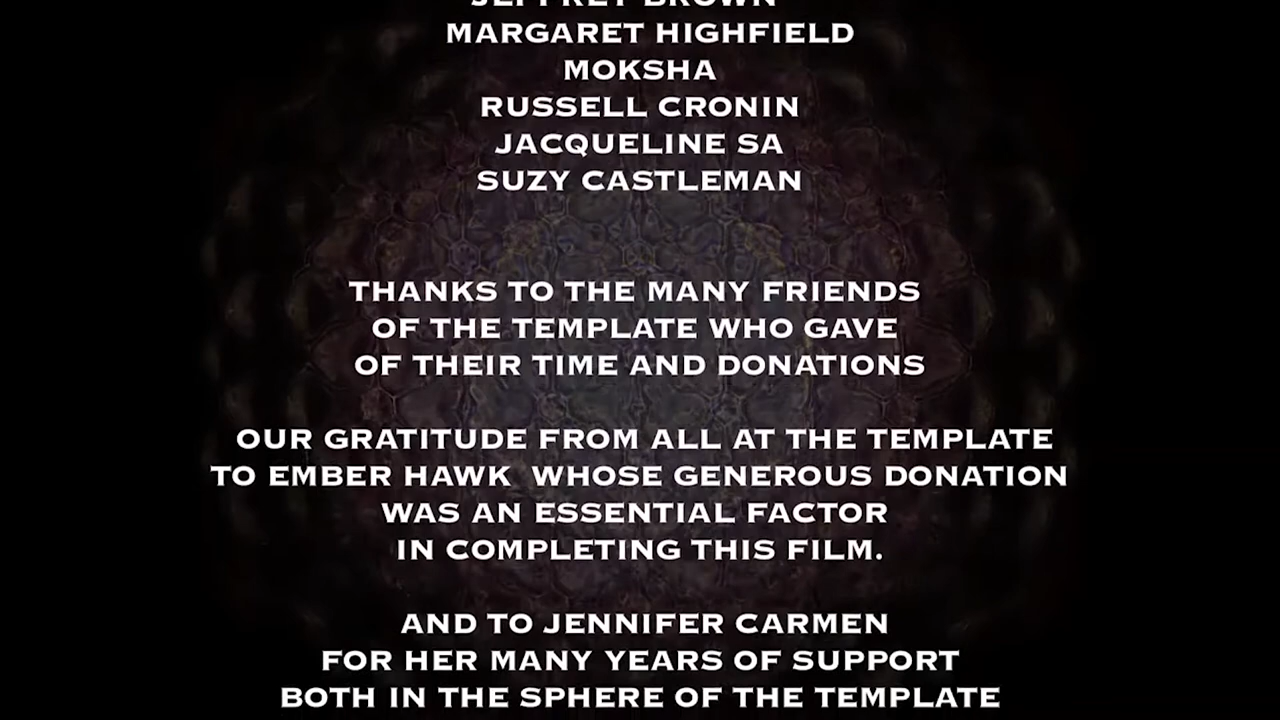 JEFFREY BROWN
MARGARET HIGHFIELD
MOKSHA
RUSSELL CRONIN
JACQUELINE SA
SUZY CASTLEMAN
THANKS TO THE MANY FRIENDS
OF THE TEMPLATE WHO GAVE
OF THEIR TIME AND DONATIONS
OUR GRATITUDE FROM ALL AT THE TEMPLATE
TO EMBER HAWK  WHOSE GENEROUS DONATION
WAS AN ESSENTIAL FACTOR
IN COMPLETING THIS FILM.
AND TO JENNIFER CARMEN
FOR HER MANY YEARS OF SUPPORT
BOTH IN THE SPHERE OF THE TEMPLATE